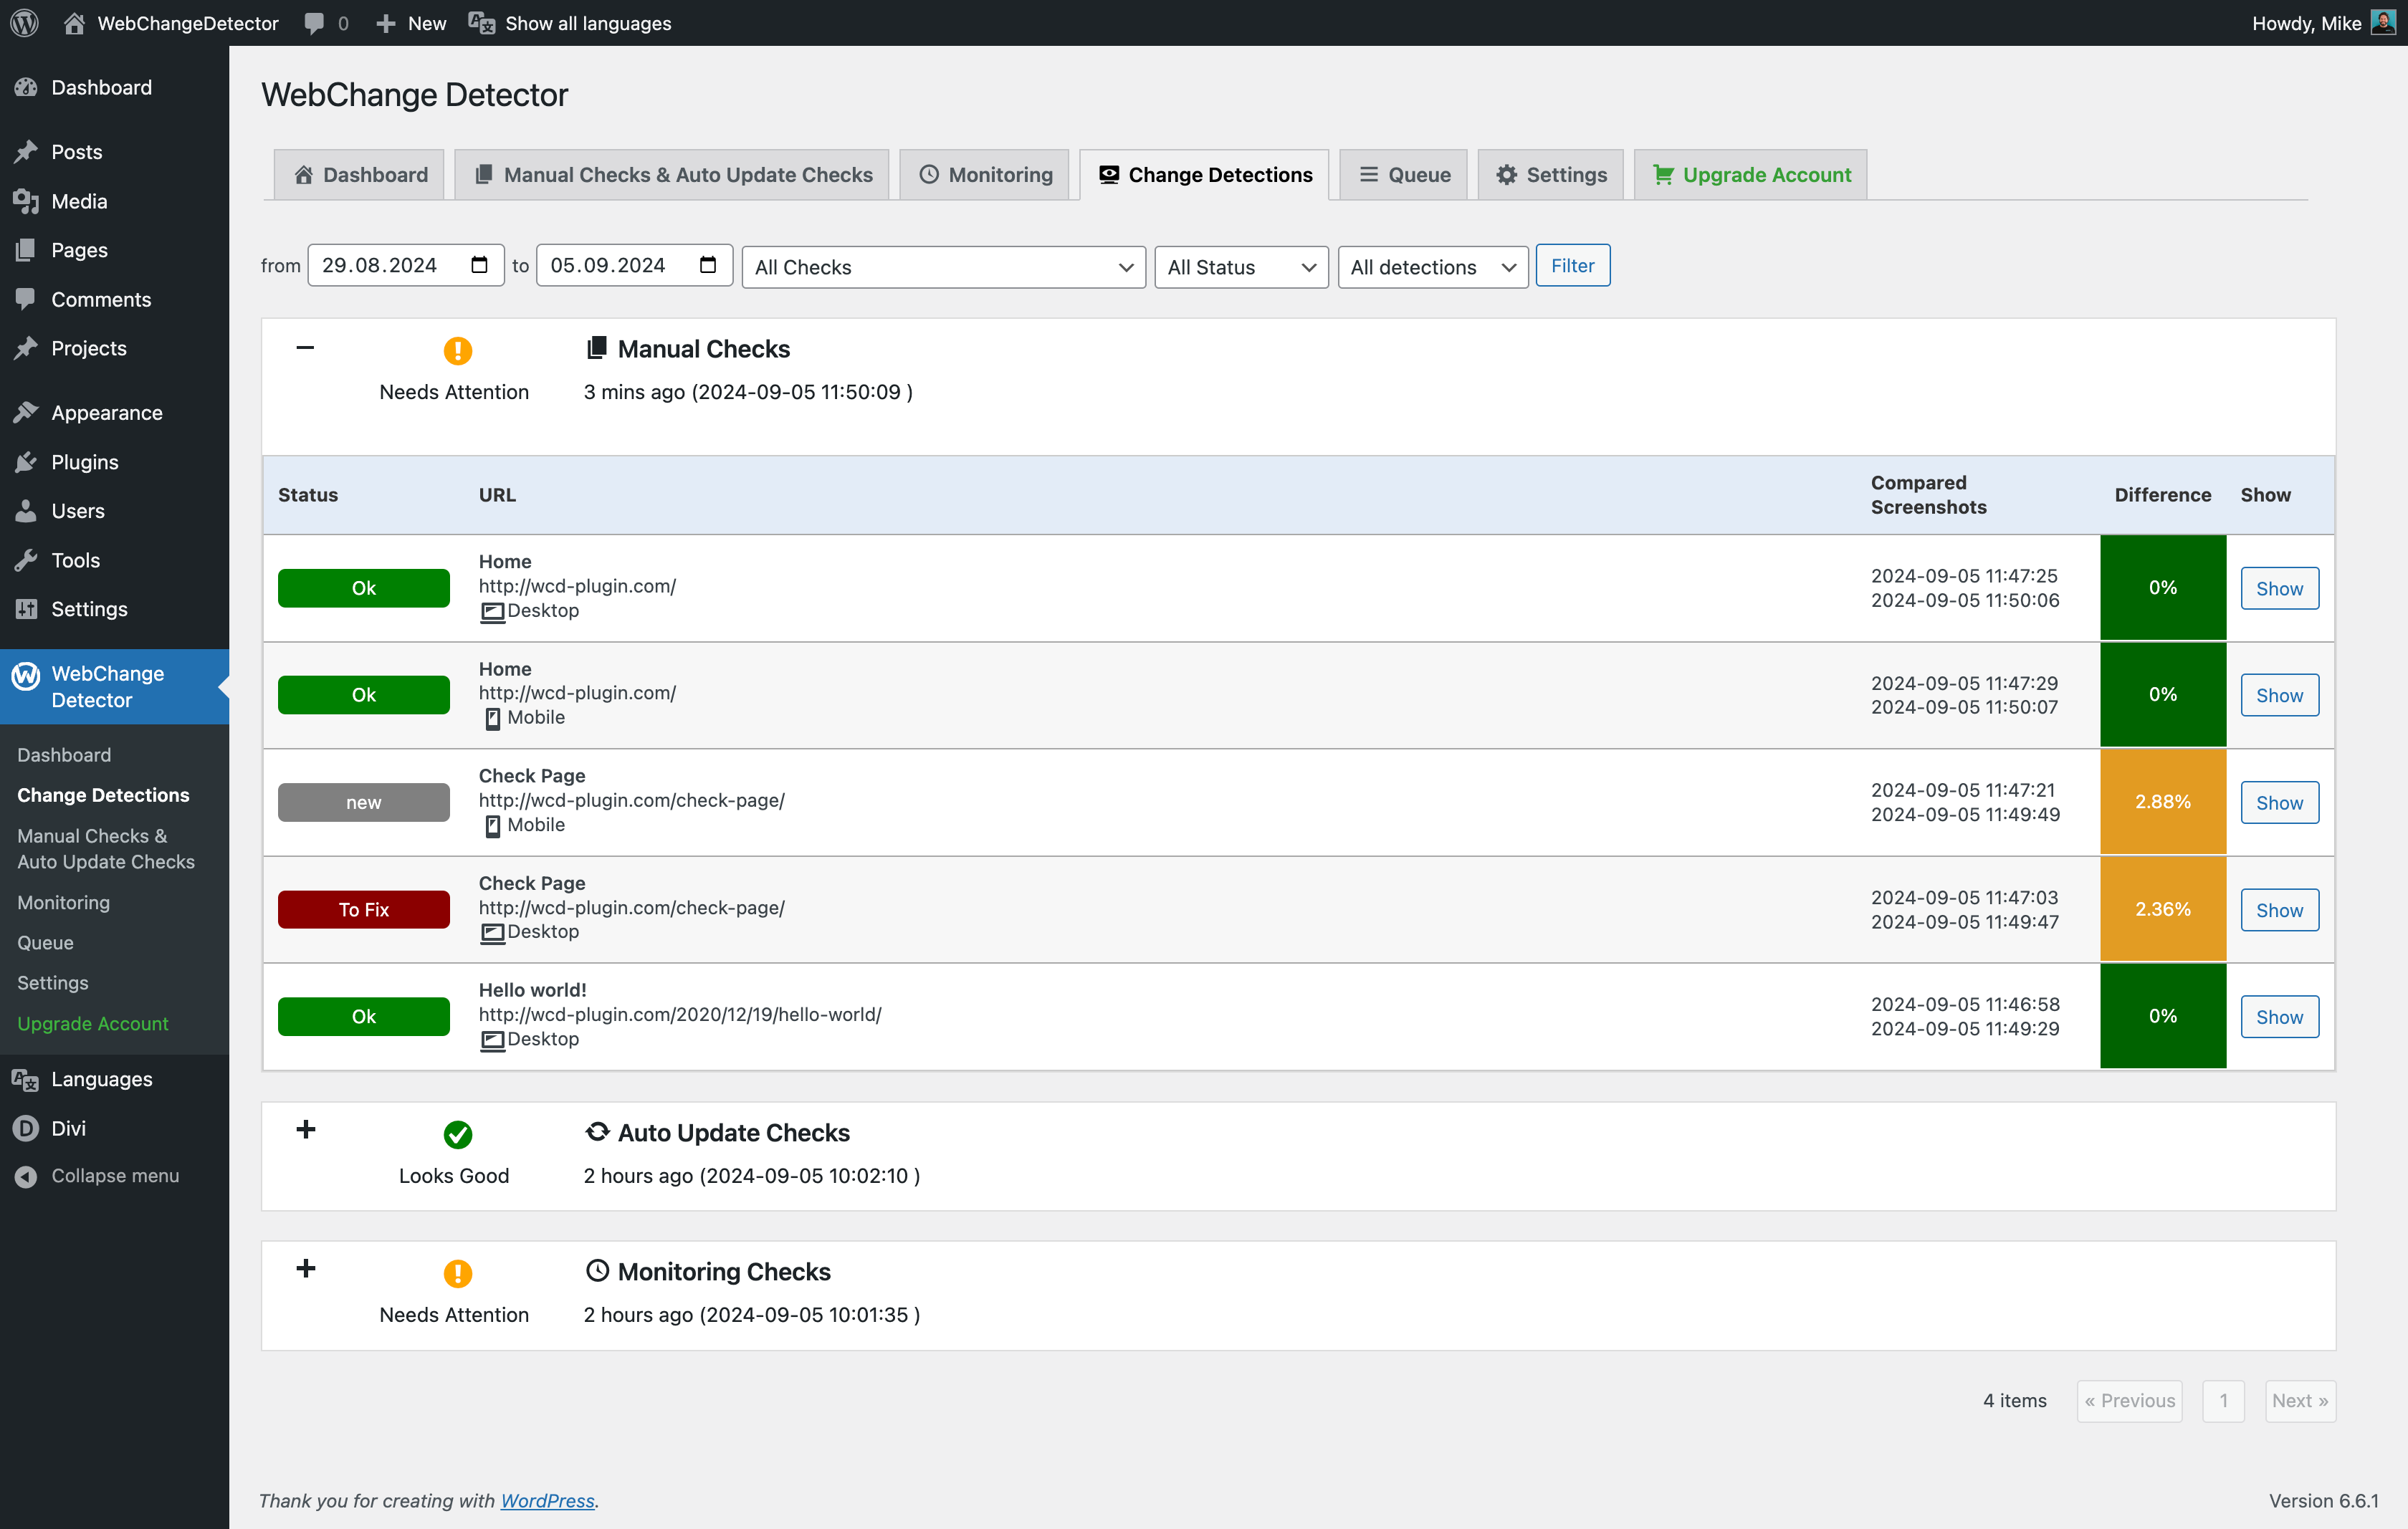 WebChangeDetector 0 New Show all languages Howdy, Mike
Dashboard
Posts
Media
Pages
Comments
Projects
Appearance
Plugins
Users
Tools
Settings
WebChange
Detector
Dashboard
Change Detections
Manual Checks &
Auto Update Checks
Monitoring
Queue
Settings
Upgrade Account
Languages
Divi
Collapse menu
WebChange Detector
Dashboard Manual Checks & Auto Update Checks Monitoring Change Detections Queue Settings Upgrade Account
from 29.08.2024 to 05.09.2024 All Checks All Status All detections Filter
Manual Checks
Needs Attention 3 mins ago (2024-09-05 11:50:09 )
Status URL Compared Screenshots Difference Show
Home
http://wcd-plugin.com/
Desktop
Ok
2024-09-05 11:47:25
2024-09-05 11:50:06
0% Show
Home
http://wcd-plugin.com/
Mobile
Ok
2024-09-05 11:47:29
2024-09-05 11:50:07
0% Show
Check Page
http://wcd-plugin.com/check-page/
Mobile
new
2024-09-05 11:47:21
2024-09-05 11:49:49
2.88% Show
Check Page
http://wcd-plugin.com/check-page/
Desktop
To Fix
2024-09-05 11:47:03
2024-09-05 11:49:47
2.36% Show
Hello world!
http://wcd-plugin.com/2020/12/19/hello-world/
Desktop
Ok
2024-09-05 11:46:58
2024-09-05 11:49:29
0% Show
Auto Update Checks
Looks Good 2 hours ago (2024-09-05 10:02:10 )
Monitoring Checks
Needs Attention 2 hours ago (2024-09-05 10:01:35 )
4 items « Previous 1 Next »
Thank you for creating with WordPress. Version 6.6.1